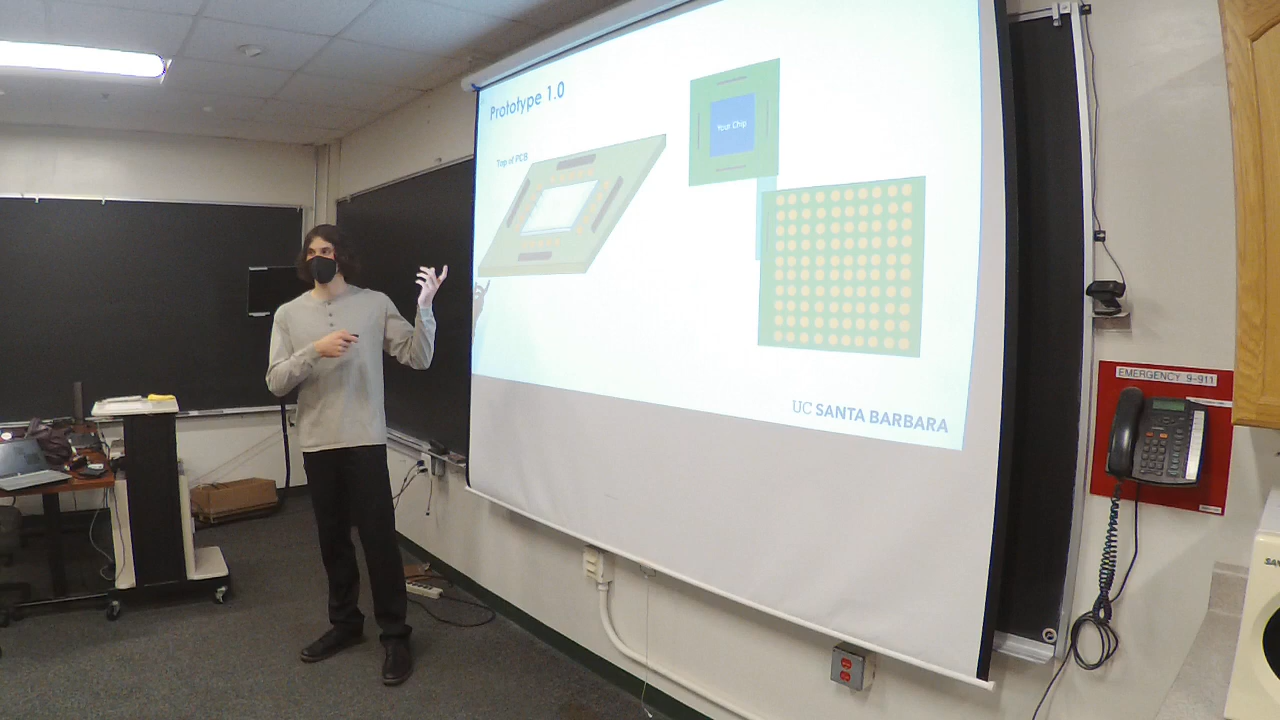 Prototype 1.0
Top of PCB
Your Chip
UC SANTA BARBARA
EMERGENCY 9-911